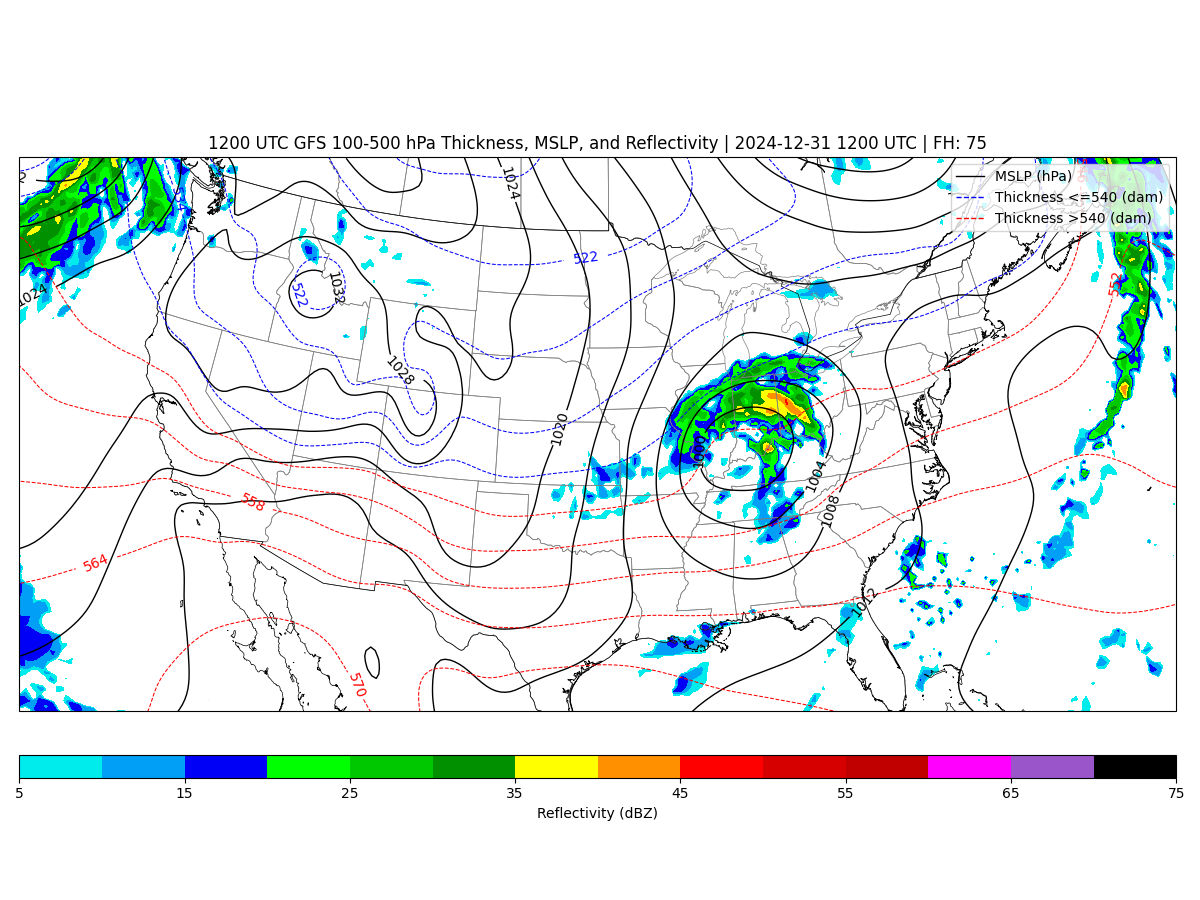 1200 UTC GFS 100-500 hPa Thickness, MSLP, and Reflectivity | 2024-12-31 1200 UTC | FH: 75
MSLP (hPa)
Thickness <=540 (dam)
Thickness >540 (dam)
1024
522
552
1024
522
1032
1028
1020
1004
558
1008
564
1012
570
5 15 25 35 45 55 65 75
Reflectivity (dBZ)